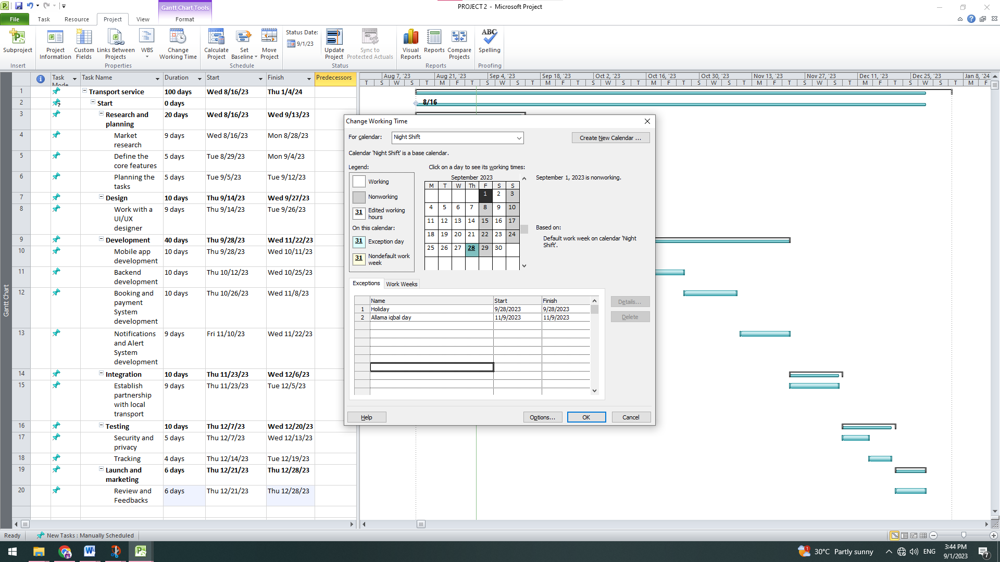 Gantt Chart Tools
PROJECT 2 - Microsoft Project
File Task Resource Project View Format
Subproject
Project Information
Custom Fields
Links Between Projects
WBS
Change Working Time
Calculate Project
Set Baseline
Move Project
Status Date:
9/1/23
Update Project
Sync to Protected Actuals
Visual Reports
Reports
Compare Projects
ABC
Spelling
Insert Properties Schedule Status Reports Proofing
Task Mode Task Name Duration Start Finish Predecessors
Aug 7, '23 Aug 21, '23 Sep 4, '23 Sep 18, '23 Oct 2, '23 Oct 16, '23 Oct 30, '23 Nov 13, '23 Nov 27, '23 Dec 11, '23 Dec 25, '23 Jan 8, '24
T S W S T M F T S W S T M F T S W S T M F T S W S T M F T S W S T M F T S W S T M F
1 Transport service 100 days Wed 8/16/23 Thu 1/4/24
2 Start 0 days
8/16
3 Research and planning 20 days Wed 8/16/23 Wed 9/13/23
4 Market research 9 days Wed 8/16/23 Mon 8/28/23
5 Define the core features 5 days Tue 8/29/23 Mon 9/4/23
6 Planning the tasks 5 days Tue 9/5/23 Tue 9/12/23
7 Design 10 days Thu 9/14/23 Wed 9/27/23
8 Work with a UI/UX designer 9 days Thu 9/14/23 Tue 9/26/23
9 Development 40 days Thu 9/28/23 Wed 11/22/23
10 Mobile app development 10 days Thu 9/28/23 Wed 10/11/23
11 Backend development 10 days Thu 10/12/23 Wed 10/25/23
12 Booking and payment System development 10 days Thu 10/26/23 Wed 11/8/23
13 Notifications and Alert System development 9 days Fri 11/10/23 Wed 11/22/23
14 Integration 10 days Thu 11/23/23 Wed 12/6/23
15 Establish partnership with local transport 9 days Thu 11/23/23 Tue 12/5/23
16 Testing 10 days Thu 12/7/23 Wed 12/20/23
17 Security and privacy 5 days Thu 12/7/23 Wed 12/13/23
18 Tracking 4 days Thu 12/14/23 Tue 12/19/23
19 Launch and marketing 6 days Thu 12/21/23 Thu 12/28/23
20 Review and Feedbacks 6 days Thu 12/21/23 Thu 12/28/23
Gantt Chart
Change Working Time
For calendar: Night Shift
Create New Calendar ...
Calendar 'Night Shift' is a base calendar.
Legend:
Working
Nonworking
31 Edited working hours
On this calendar:
31 Exception day
31 Nondefault work week
Click on a day to see its working times:
September 2023
M T W Th F S S
1 2 3
4 5 6 7 8 9 10
11 12 13 14 15 16 17
18 19 20 21 22 23 24
25 26 27 28 29 30
September 1, 2023 is nonworking.
Based on:
Default work week on calendar 'Night Shift'.
Exceptions Work Weeks
Name Start Finish
1 Holiday 9/28/2023 9/28/2023
2 Allama iqbal day 11/9/2023 11/9/2023
Details...
Delete
Help Options... OK Cancel
Ready New Tasks : Manually Scheduled
1 30°C Partly sunny ENG 3:44 PM 9/1/2023 7